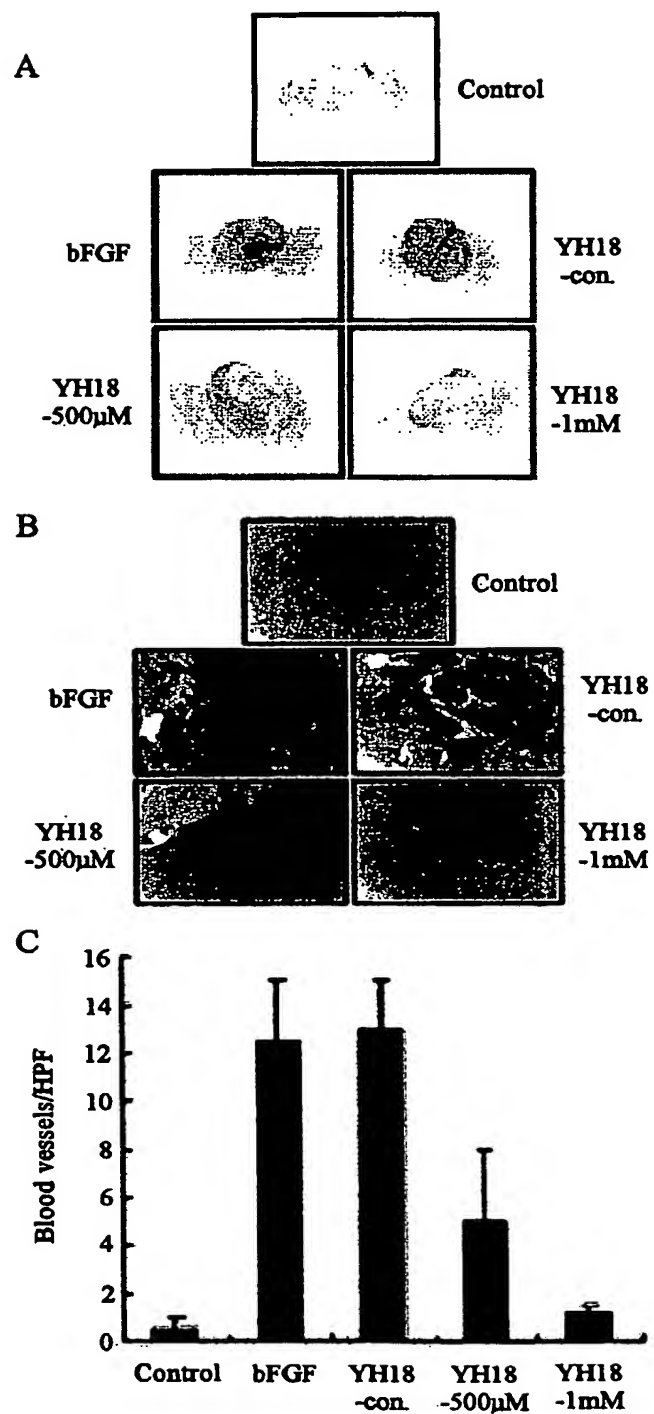 A
Control
bFGF
YH18
-con.
YH18
-500μM
YH18
-1mM
B
Control
bFGF
YH18
-con.
YH18
-500μM
YH18
-1mM
C
Blood vessels/HPF
16
14
12
10
8
6
4
2
0
Control
bFGF
YH18
-con.
YH18
-500μM
YH18
-1mM